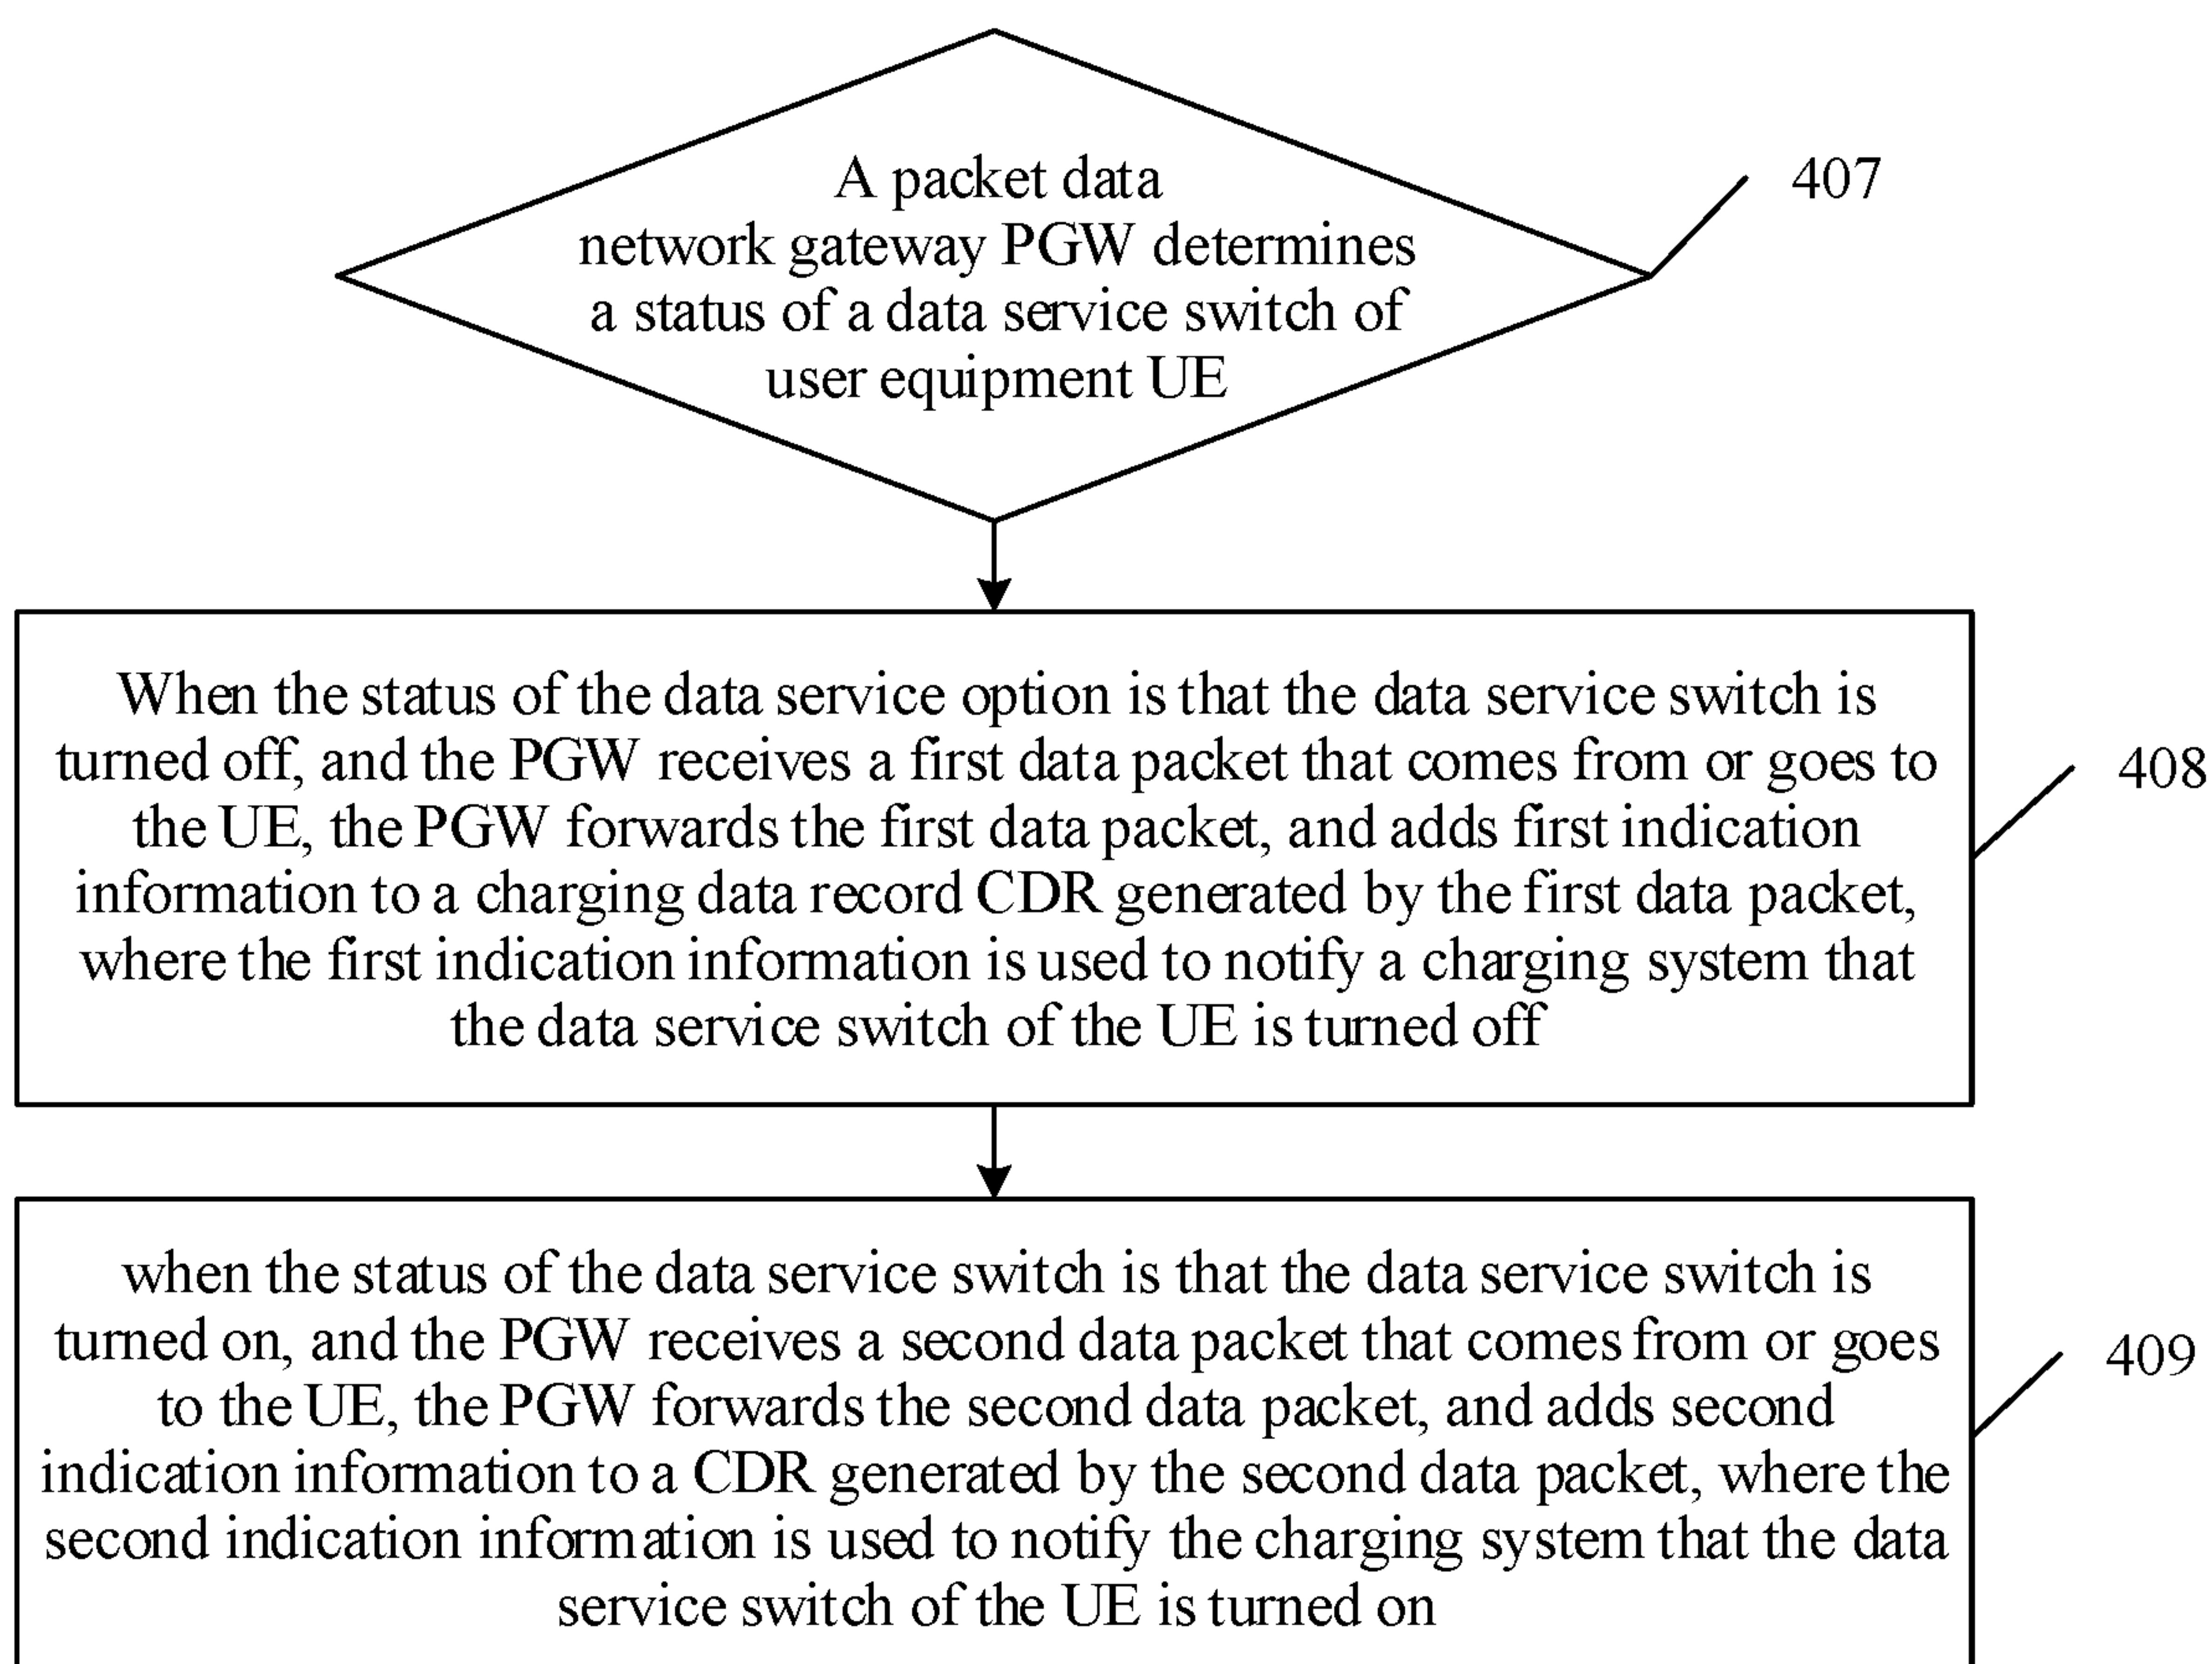 A packet data
network gateway PGW determines
a status of a data service switch of
user equipment UE
407
When the status of the data service option is that the data service switch is
turned off, and the PGW receives a first data packet that comes from or goes to
the UE, the PGW forwards the first data packet, and adds first indication
information to a charging data record CDR generated by the first data packet,
where the first indication information is used to notify a charging system that
the data service switch of the UE is turned off
408
when the status of the data service switch is that the data service switch is
turned on, and the PGW receives a second data packet that comes from or goes
to the UE, the PGW forwards the second data packet, and adds second
indication information to a CDR generated by the second data packet, where the
second indication information is used to notify the charging system that the data
service switch of the UE is turned on
409